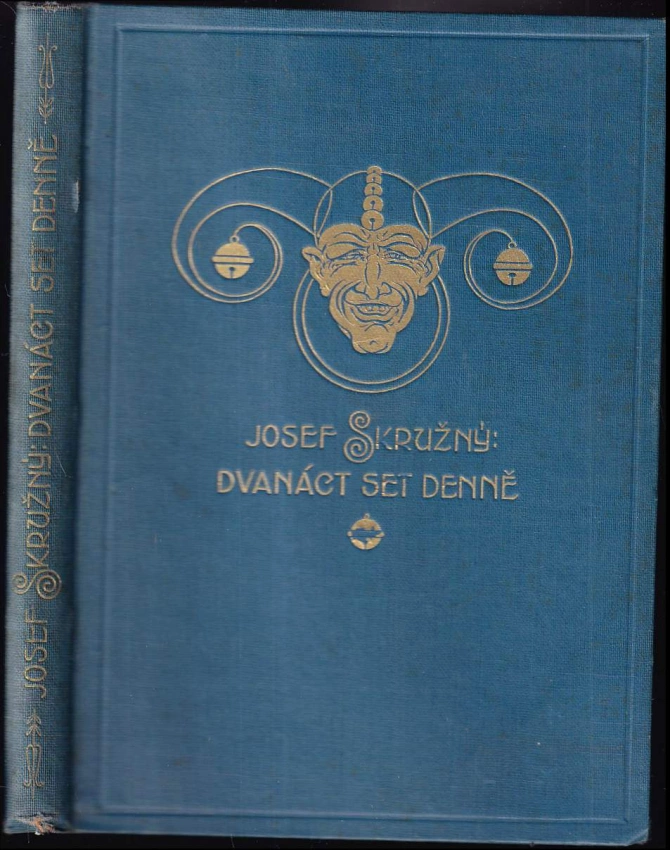 JOSEF SKRUŽNÝ: DVANÁCT SET DENNĚ
JOSEF SKRUŽNÝ:
DVANÁCT SET DENNĚ